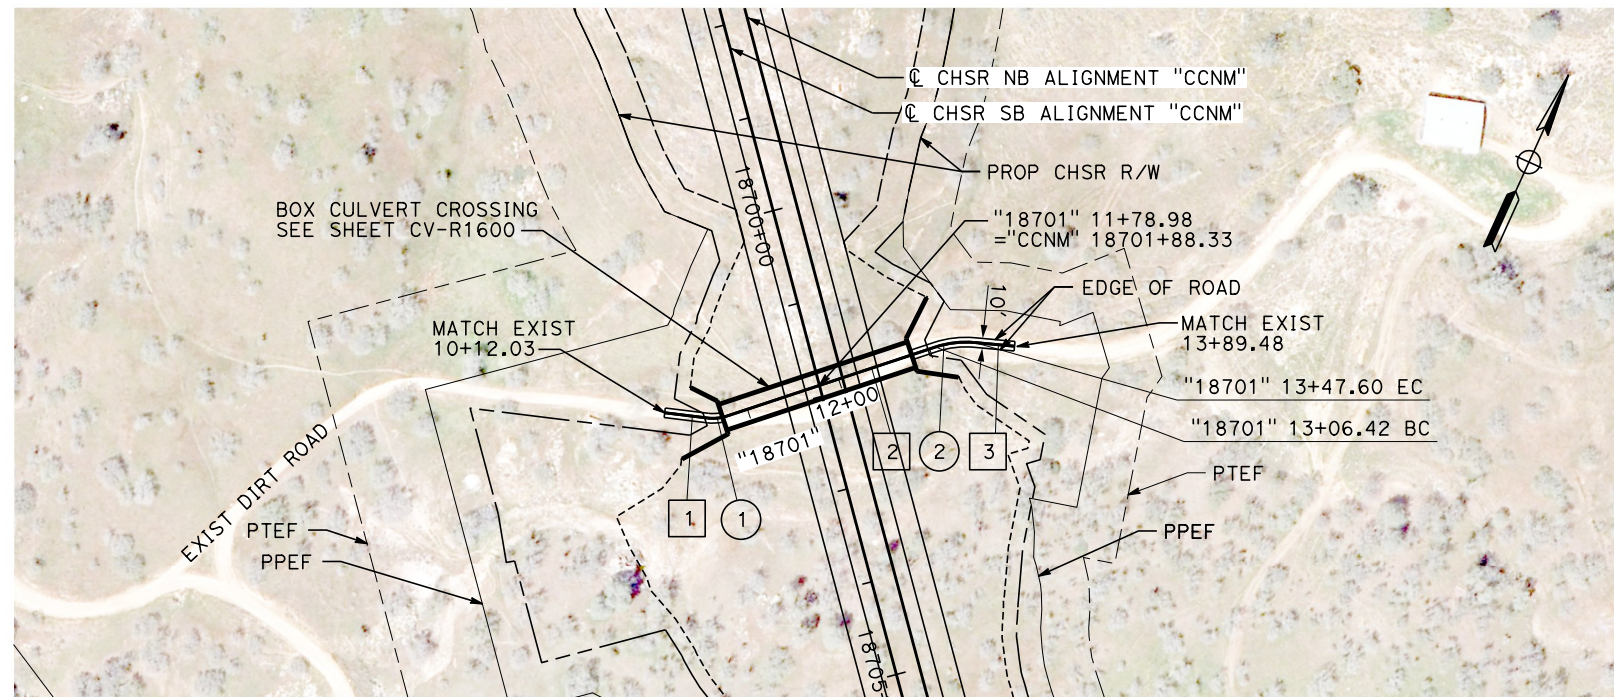 ℄ CHSR NB ALIGNMENT "CCNM"
℄ CHSR SB ALIGNMENT "CCNM"
PROP CHSR R/W
18700+00
BOX CULVERT CROSSING
SEE SHEET CV-R1600
"18701" 11+78.98
="CCNM" 18701+88.33
10'
EDGE OF ROAD
MATCH EXIST
10+12.03
MATCH EXIST
13+89.48
"18701" 13+47.60 EC
12+00
"18701"
"18701" 13+06.42 BC
2
2
3
EXIST DIRT ROAD
PTEF
1
1
PTEF
PPEF
PPEF
18705